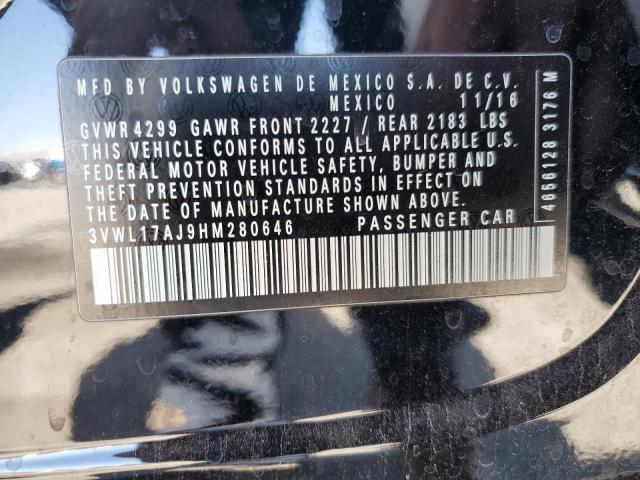 MFD BY VOLKSWAGEN DE MEXICO S.A. DE C.V.
MEXICO 11/16
GVWR 4299 GAWR FRONT 2227 / REAR 2183 LBS
THIS VEHICLE CONFORMS TO ALL APPLICABLE U.S.
FEDERAL MOTOR VEHICLE SAFETY, BUMPER AND
THEFT PREVENTION STANDARDS IN EFFECT ON
THE DATE OF MANUFACTURE SHOWN ABOVE.
3VWL17AJ9HM280646 PASSENGER CAR
4656128 3176 M